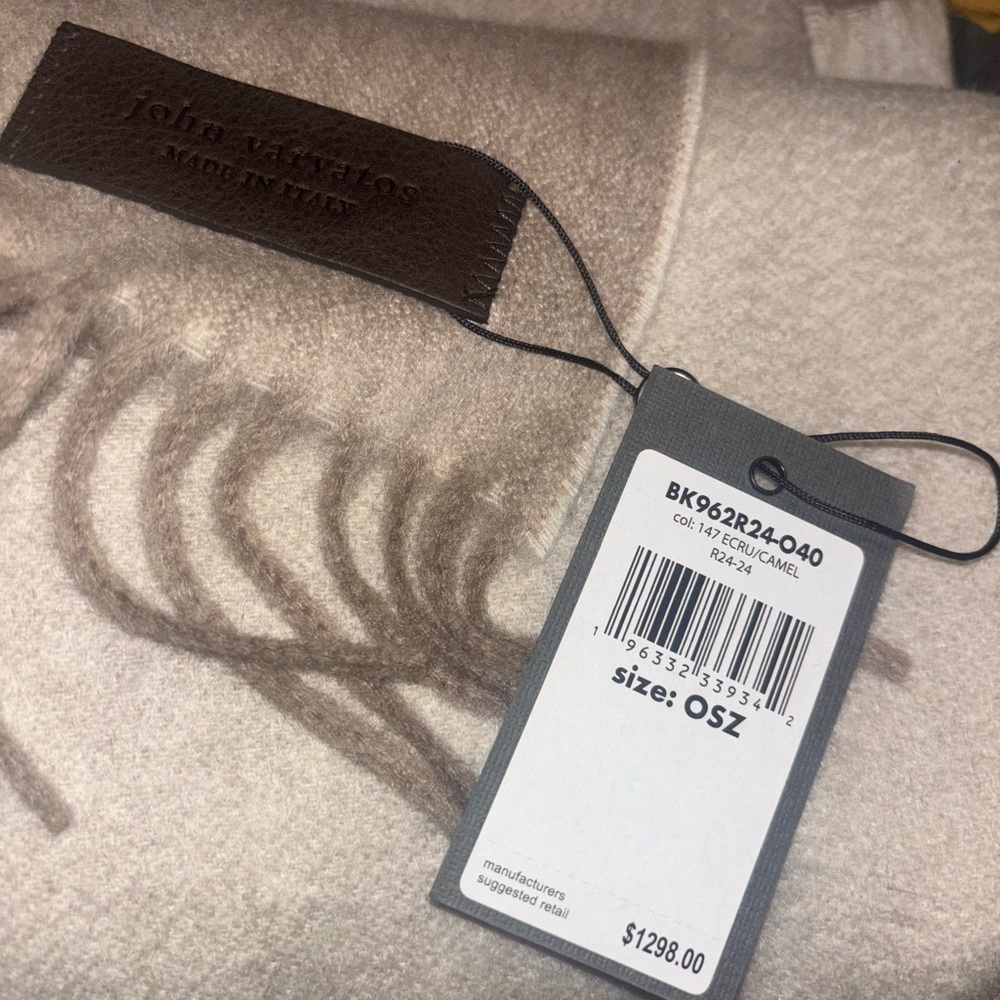 john varvatos
MADE IN ITALY
BK962R24-O40
col: 147 ECRU/CAMEL
R24-24
1 96332 33934 2
size: OSZ
manufacturers
suggested retail
$1298.00